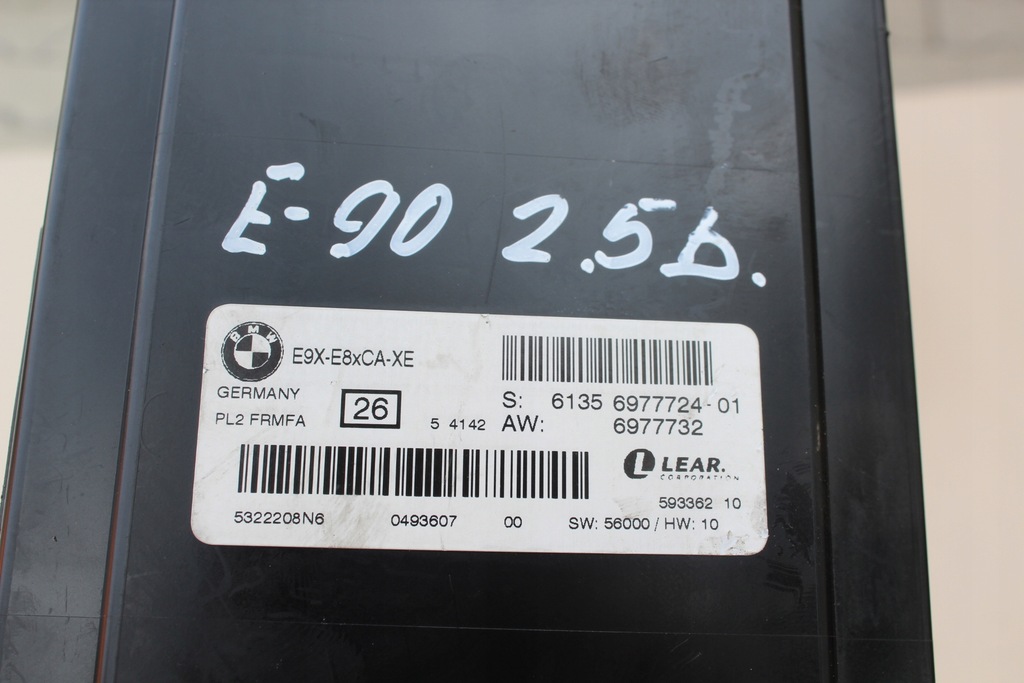 E-90 2.5D.
BMW
E9X-E8xCA-XE
GERMANY
PL2 FRMFA
26
5 4142
S: 6135 6977724-01
AW: 6977732
LEAR.
CORPORATION
593362 10
5322208N6 0493607 00 SW: 56000 / HW: 10